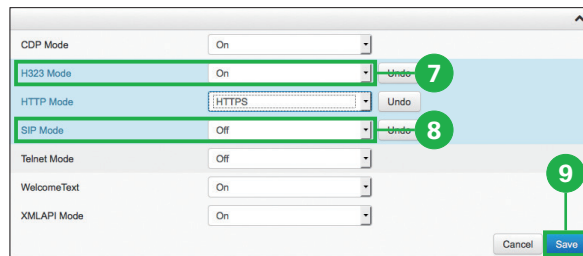 CDP Mode On
H323 Mode On Undo 7
HTTP Mode HTTPS Undo
SIP Mode Off Undo 8
Telnet Mode Off
WelcomeText On 9
XMLAPI Mode On
Cancel Save